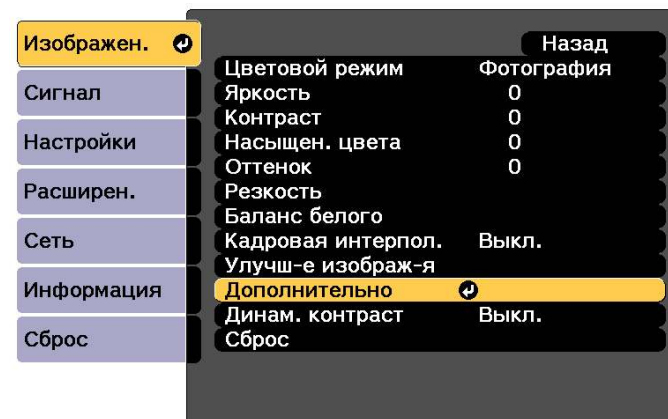 Изображен.
Сигнал
Настройки
Расширен.
Сеть
Информация
Сброс
Назад
Цветовой режим Фотография
Яркость 0
Контраст 0
Насыщен. цвета 0
Оттенок 0
Резкость
Баланс белого
Кадровая интерпол. Выкл.
Улучш-е изображ-я
Дополнительно
Динам. контраст Выкл.
Сброс